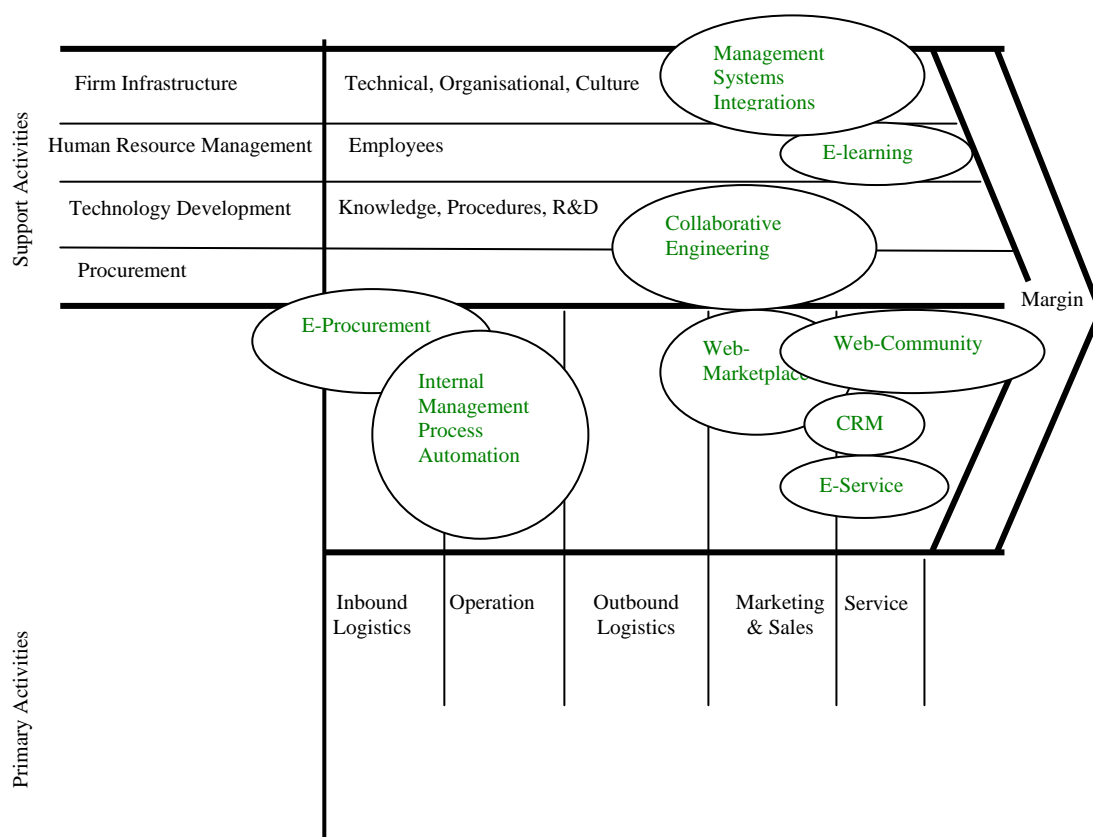 Support Activities
Firm Infrastructure
Technical, Organisational, Culture
Management
Systems
Integrations
Human Resource Management
Employees
E-learning
Technology Development
Knowledge, Procedures, R&D
Collaborative
Engineering
Procurement
Margin
E-Procurement
Internal
Management
Process
Automation
Web-
Marketplace
Web-Community
CRM
E-Service
Primary Activities
Inbound
Logistics
Operation
Outbound
Logistics
Marketing
& Sales
Service